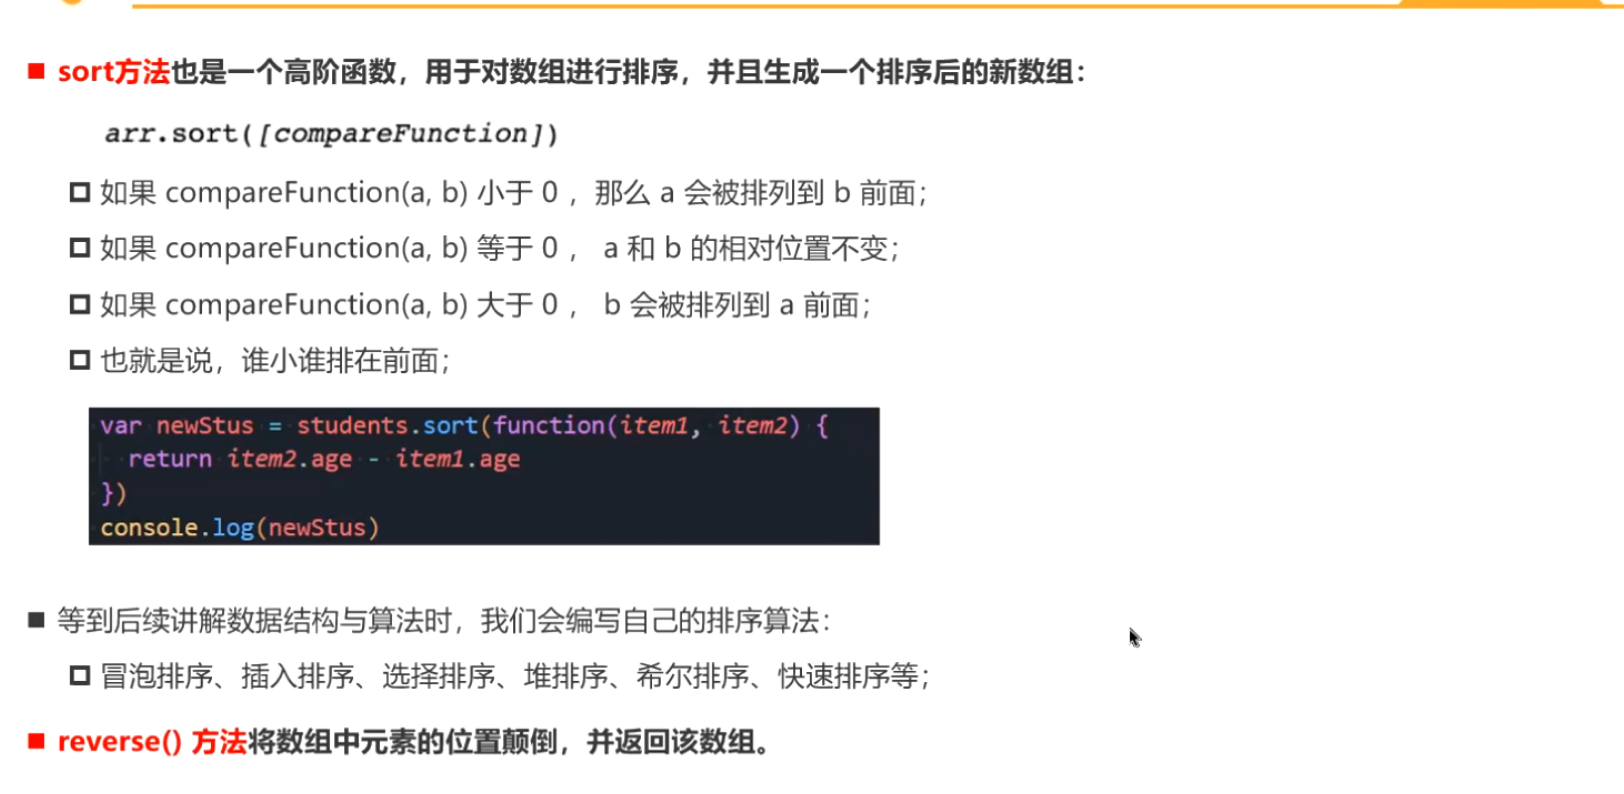 sort方法也是一个高阶函数，用于对数组进行排序，并且生成一个排序后的新数组：
arr.sort([compareFunction])
如果 compareFunction(a, b) 小于 0 ，那么 a 会被排列到 b 前面；
如果 compareFunction(a, b) 等于 0 ， a 和 b 的相对位置不变；
如果 compareFunction(a, b) 大于 0 ， b 会被排列到 a 前面；
也就是说，谁小谁排在前面；
var newStus = students.sort(function(item1, item2) {
  return item2.age - item1.age
})
console.log(newStus)
等到后续讲解数据结构与算法时，我们会编写自己的排序算法：
冒泡排序、插入排序、选择排序、堆排序、希尔排序、快速排序等；
reverse() 方法将数组中元素的位置颠倒，并返回该数组。